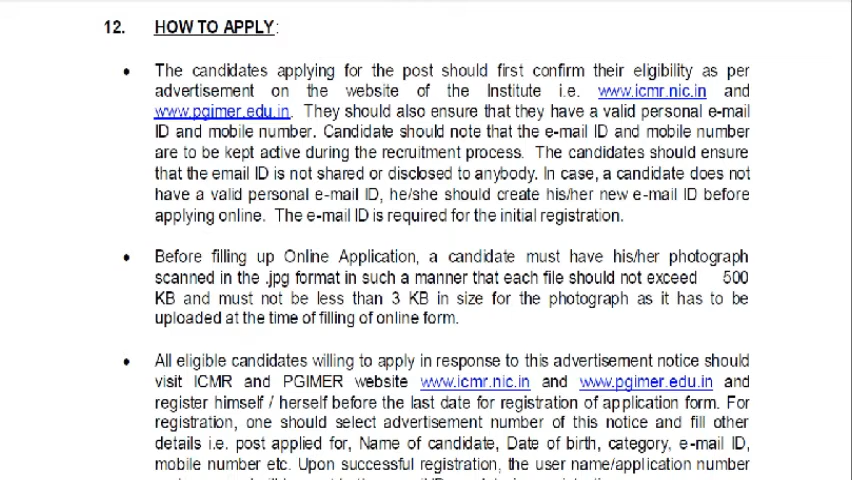 12. HOW TO APPLY:
• The candidates applying for the post should first confirm their eligibility as per
advertisement on the website of the Institute i.e. www.icmr.nic.in and
www.pgimer.edu.in. They should also ensure that they have a valid personal e-mail
ID and mobile number. Candidate should note that the e-mail ID and mobile number
are to be kept active during the recruitment process. The candidates should ensure
that the email ID is not shared or disclosed to anybody. In case, a candidate does not
have a valid personal e-mail ID, he/she should create his/her new e-mail ID before
applying online. The e-mail ID is required for the initial registration.
• Before filling up Online Application, a candidate must have his/her photograph
scanned in the .jpg format in such a manner that each file should not exceed 500
KB and must not be less than 3 KB in size for the photograph as it has to be
uploaded at the time of filling of online form.
• All eligible candidates willing to apply in response to this advertisement notice should
visit ICMR and PGIMER website www.icmr.nic.in and www.pgimer.edu.in and
register himself / herself before the last date for registration of application form. For
registration, one should select advertisement number of this notice and fill other
details i.e. post applied for, Name of candidate, Date of birth, category, e-mail ID,
mobile number etc. Upon successful registration, the user name/application number